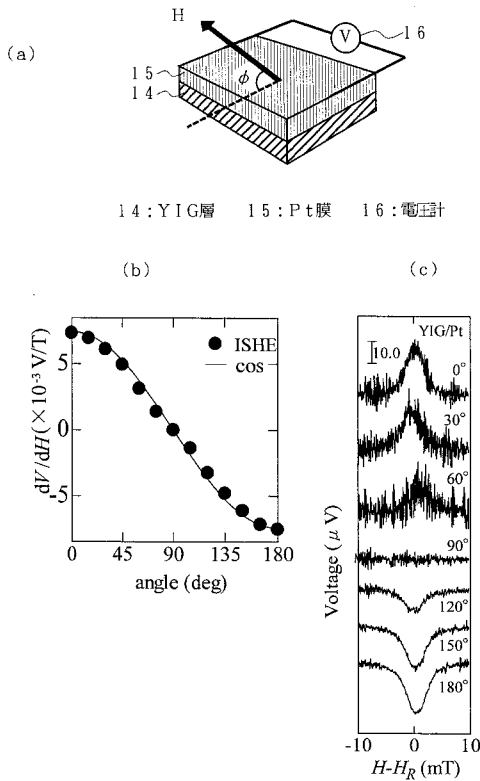 (a)
H
V
16
15
14
ϕ
14:YIG層 15:Pt膜 16:電圧計
(b)
dV/dH(×10⁻³ V/T)
5
0
-5
ISHE
cos
0 45 90 135 180
angle (deg)
(c)
Voltage(μV)
YIG/Pt
10.0
0°
30°
60°
90°
120°
150°
180°
-10 0 10
H-H_R (mT)